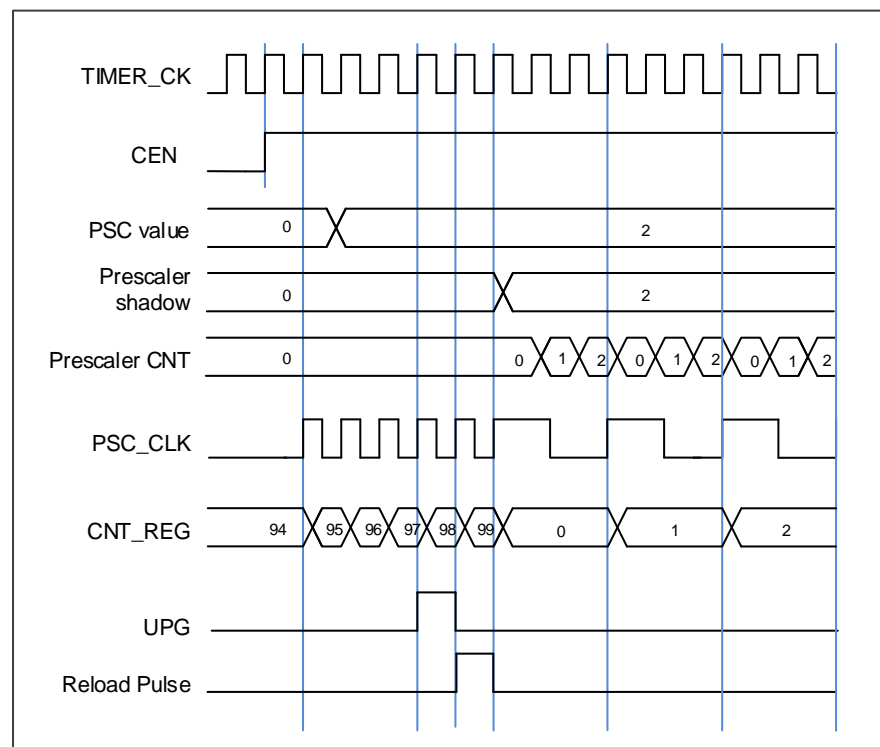 TIMER_CK
CEN
PSC value 0 2
Prescaler
shadow 0 2
Prescaler CNT 0 0 1 2 0 1 2 0 1 2
PSC_CLK
CNT_REG 94 95 96 97 98 99 0 1 2
UPG
Reload Pulse